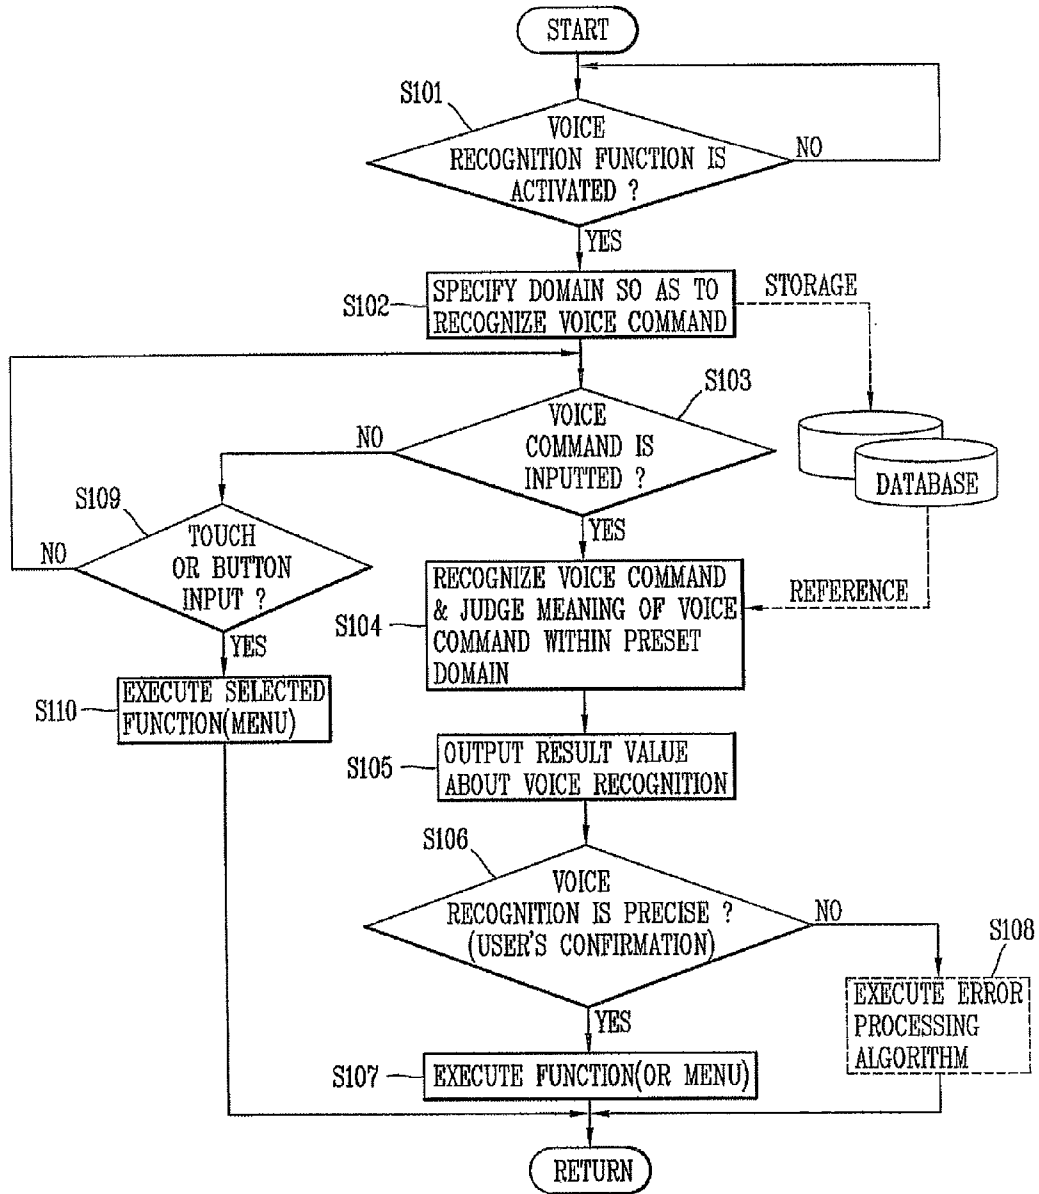 START
S101
VOICE
RECOGNITION FUNCTION IS
ACTIVATED ?
NO
YES
S102
SPECIFY DOMAIN SO AS TO
RECOGNIZE VOICE COMMAND
STORAGE
S103
VOICE
COMMAND IS
INPUTTED ?
NO
YES
DATABASE
S109
TOUCH
OR BUTTON
INPUT ?
NO
YES
REFERENCE
S104
RECOGNIZE VOICE COMMAND
& JUDGE MEANING OF VOICE
COMMAND WITHIN PRESET
DOMAIN
S110
EXECUTE SELECTED
FUNCTION(MENU)
S105
OUTPUT RESULT VALUE
ABOUT VOICE RECOGNITION
S106
VOICE
RECOGNITION IS PRECISE ?
(USER'S CONFIRMATION)
NO
YES
S108
EXECUTE ERROR
PROCESSING
ALGORITHM
S107
EXECUTE FUNCTION(OR MENU)
RETURN